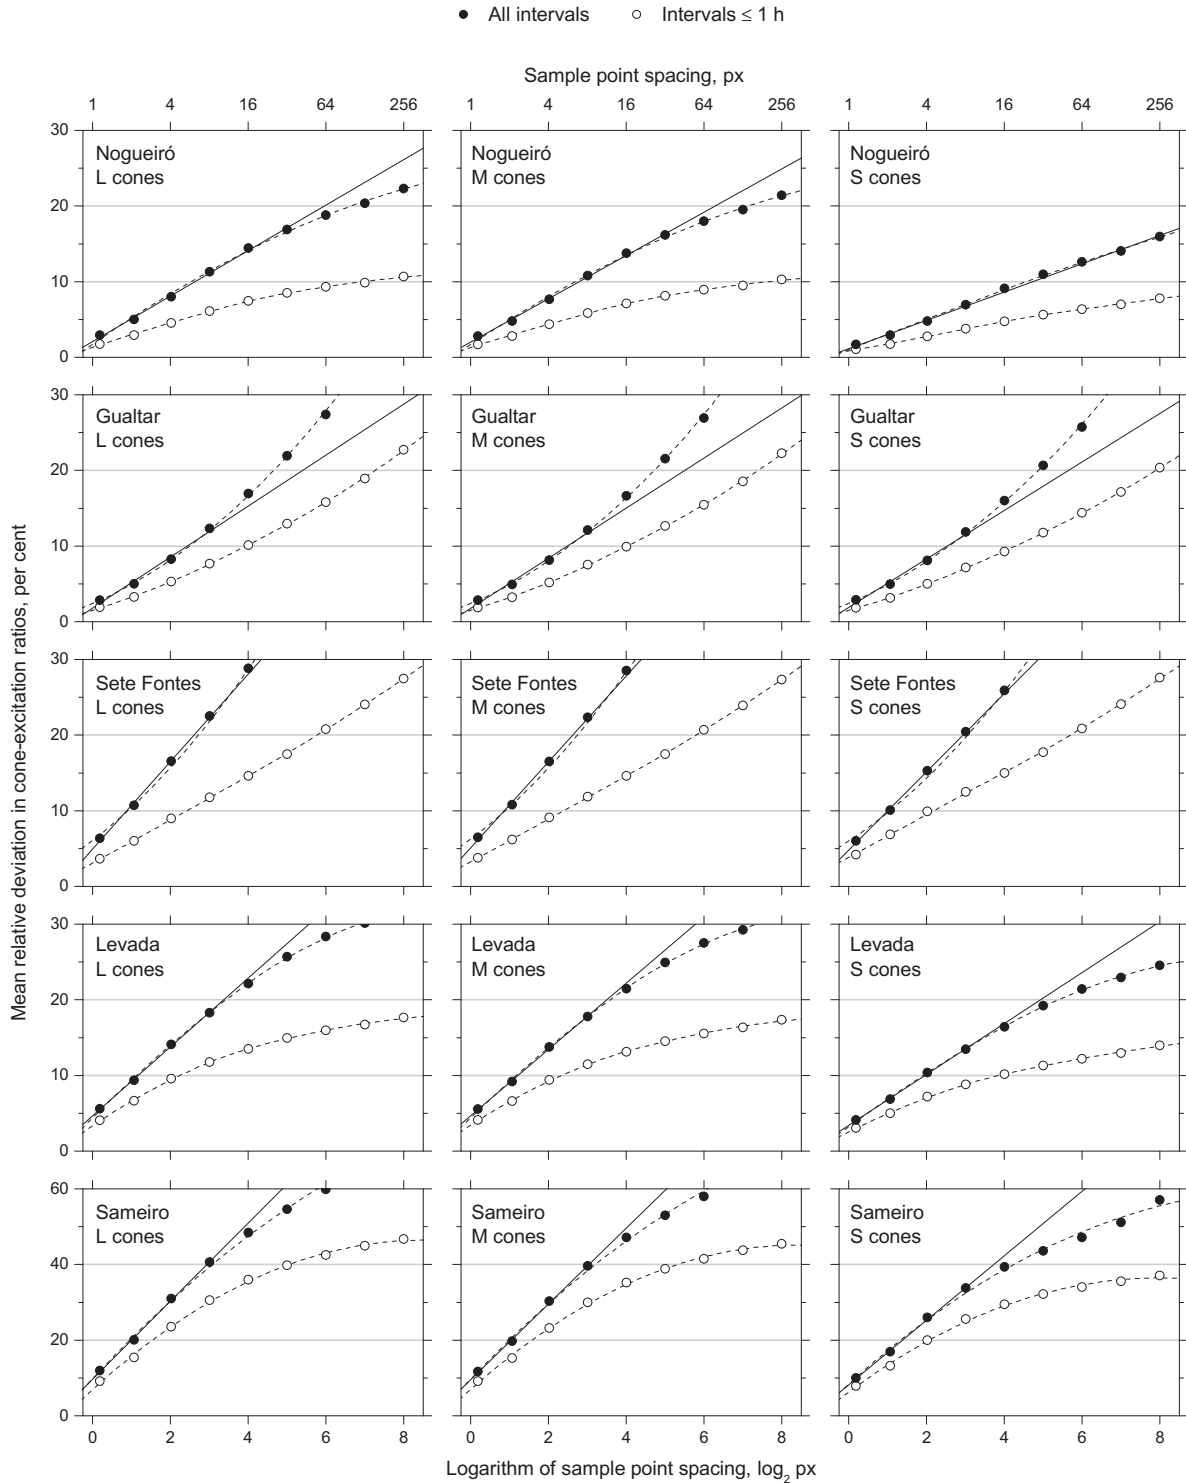 All intervals Intervals ≤ 1 h
Sample point spacing, px
1 4 16 64 256 1 4 16 64 256 1 4 16 64 256
Mean relative deviation in cone-excitation ratios, per cent
30
20
10
0
Nogueiró
L cones
Nogueiró
M cones
Nogueiró
S cones
30
20
10
0
Gualtar
L cones
Gualtar
M cones
Gualtar
S cones
30
20
10
0
Sete Fontes
L cones
Sete Fontes
M cones
Sete Fontes
S cones
30
20
10
0
Levada
L cones
Levada
M cones
Levada
S cones
60
40
20
0
Sameiro
L cones
Sameiro
M cones
Sameiro
S cones
0 2 4 6 8 0 2 4 6 8 0 2 4 6 8
Logarithm of sample point spacing, log₂ px